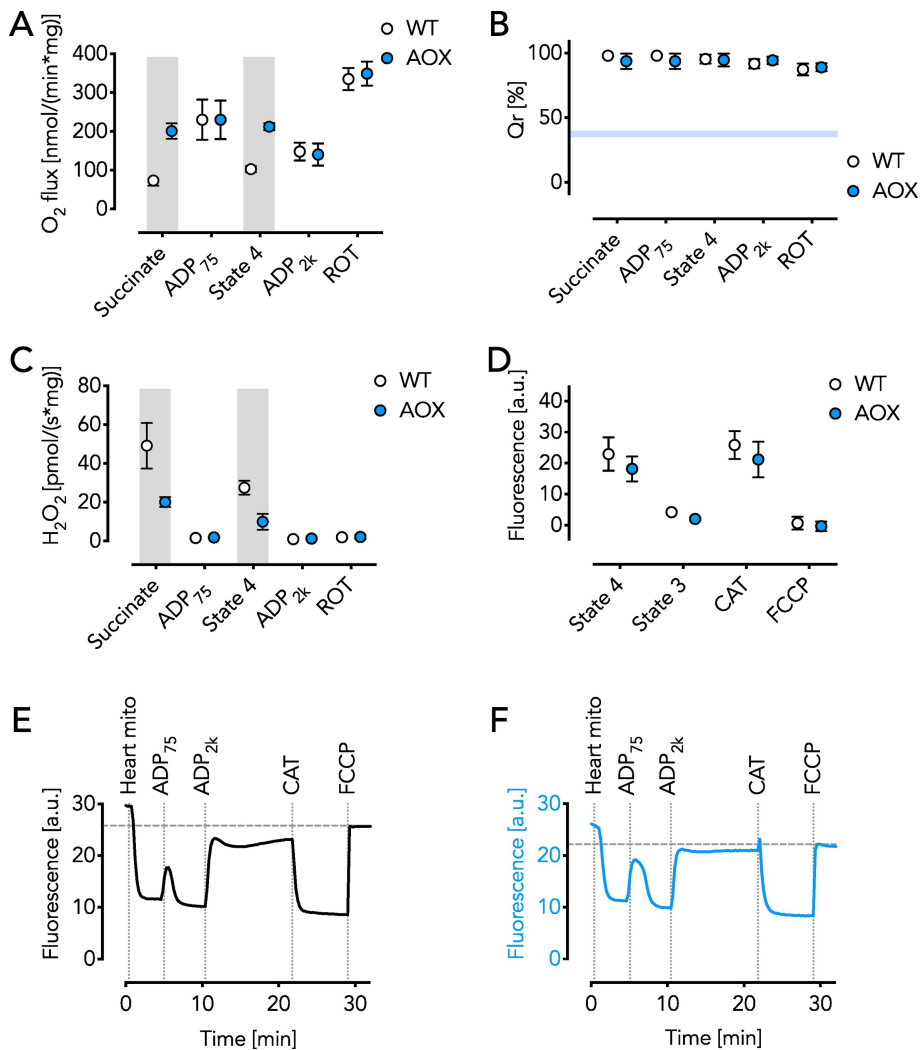 A
O2 flux [nmol/(min*mg)]
400
300
200
100
0
WT
AOX
Succinate
ADP75
State 4
ADP2k
ROT
B
Qr [%]
100
50
0
WT
AOX
Succinate
ADP75
State 4
ADP2k
ROT
C
H2O2 [pmol/(s*mg)]
80
60
40
20
0
WT
AOX
Succinate
ADP75
State 4
ADP2k
ROT
D
Fluorescence [a.u.]
40
30
20
10
0
WT
AOX
State 4
State 3
CAT
FCCP
E
Heart mito
ADP75
ADP2k
CAT
FCCP
Fluorescence [a.u.]
30
20
10
0
0 10 20 30
Time [min]
F
Heart mito
ADP75
ADP2k
CAT
FCCP
Fluorescence [a.u.]
30
20
10
0
0 10 20 30
Time [min]